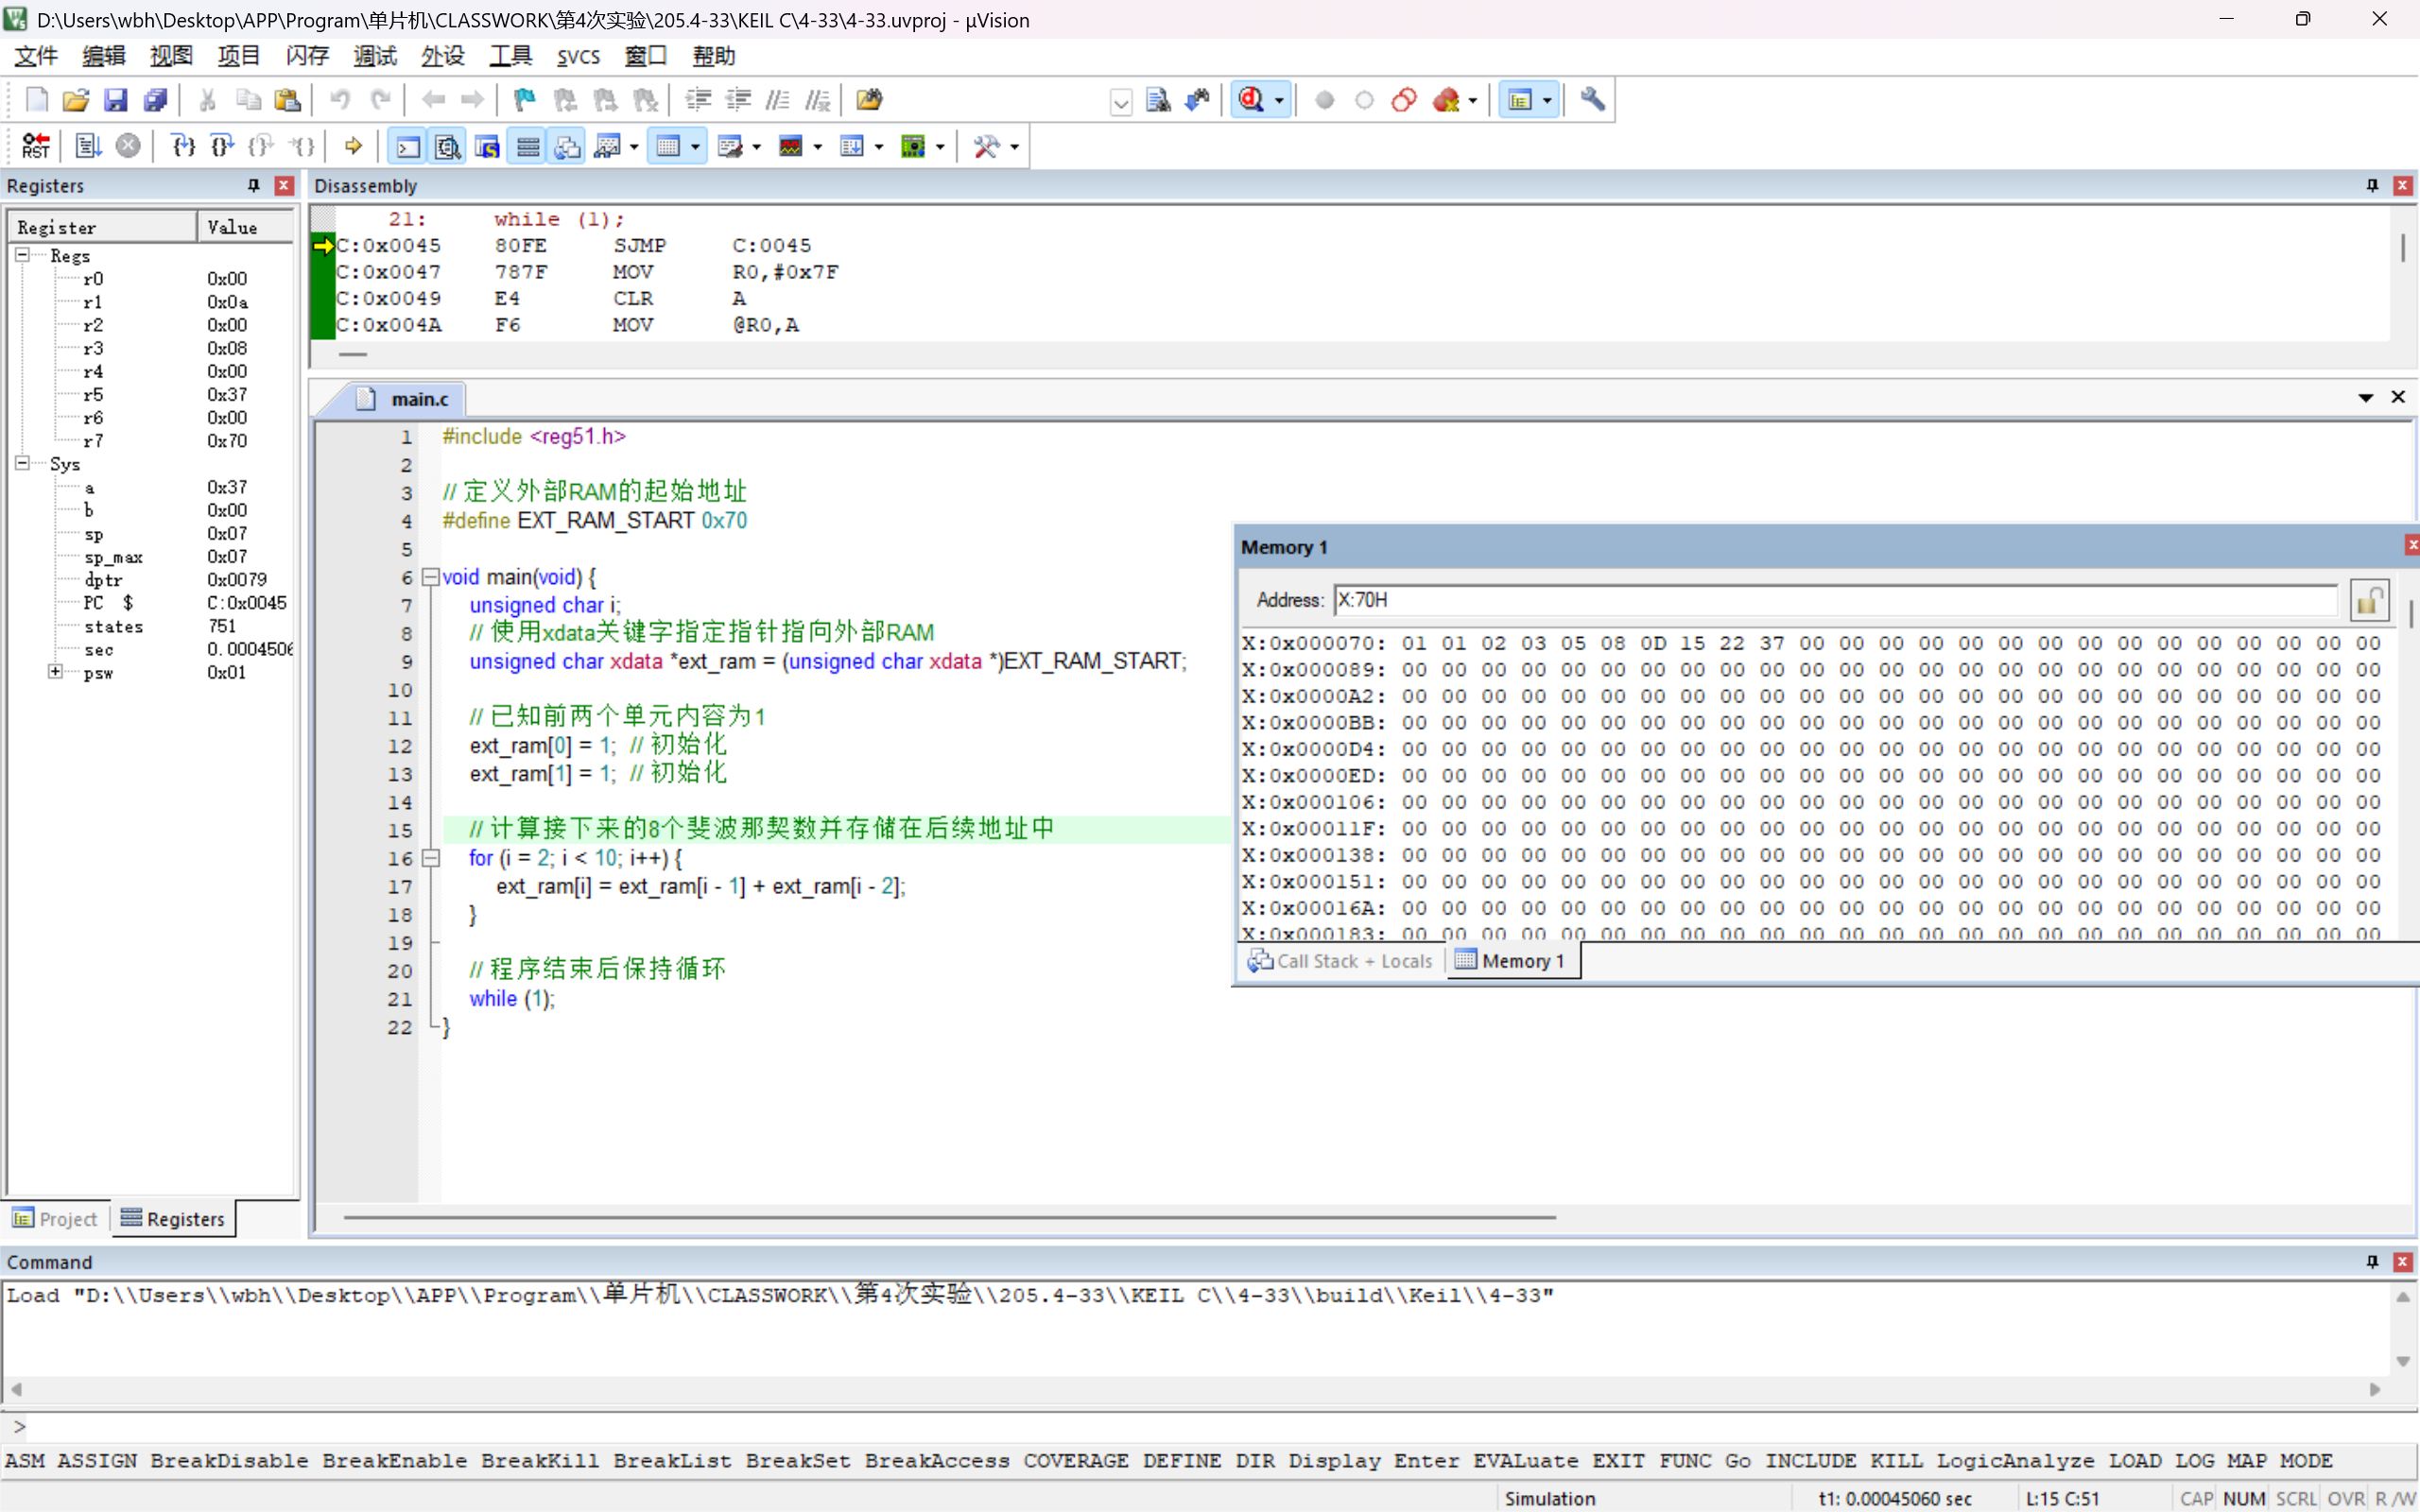 D:\Users\wbh\Desktop\APP\Program\单片机\CLASSWORK\第4次实验\205.4-33\KEIL C\4-33\4-33.uvproj - µVision
文件 编辑 视图 项目 闪存 调试 外设 工具 SVCS 窗口 帮助
RST
Registers
Register Value
Regs
r0 0x00
r1 0x0a
r2 0x00
r3 0x08
r4 0x00
r5 0x37
r6 0x00
r7 0x70
Sys
a 0x37
b 0x00
sp 0x07
sp_max 0x07
dptr 0x0079
PC $ C:0x0045
states 751
sec 0.0004506
psw 0x01
Project Registers
Disassembly
21: while (1);
C:0x0045 80FE SJMP C:0045
C:0x0047 787F MOV R0,#0x7F
C:0x0049 E4 CLR A
C:0x004A F6 MOV @R0,A
main.c
1 #include <reg51.h>
2
3 // 定义外部RAM的起始地址
4 #define EXT_RAM_START 0x70
5
6 void main(void) {
7 unsigned char i;
8 // 使用xdata关键字指定指针指向外部RAM
9 unsigned char xdata *ext_ram = (unsigned char xdata *)EXT_RAM_START;
10
11 // 已知前两个单元内容为1
12 ext_ram[0] = 1; // 初始化
13 ext_ram[1] = 1; // 初始化
14
15 // 计算接下来的8个斐波那契数并存储在后续地址中
16 for (i = 2; i < 10; i++) {
17 ext_ram[i] = ext_ram[i - 1] + ext_ram[i - 2];
18 }
19
20 // 程序结束后保持循环
21 while (1);
22 }
Memory 1
Address: X:70H
X:0x000070: 01 01 02 03 05 08 0D 15 22 37 00 00 00 00 00 00 00 00 00 00 00 00 00 00 00
X:0x000089: 00 00 00 00 00 00 00 00 00 00 00 00 00 00 00 00 00 00 00 00 00 00 00 00 00
X:0x0000A2: 00 00 00 00 00 00 00 00 00 00 00 00 00 00 00 00 00 00 00 00 00 00 00 00 00
X:0x0000BB: 00 00 00 00 00 00 00 00 00 00 00 00 00 00 00 00 00 00 00 00 00 00 00 00 00
X:0x0000D4: 00 00 00 00 00 00 00 00 00 00 00 00 00 00 00 00 00 00 00 00 00 00 00 00 00
X:0x0000ED: 00 00 00 00 00 00 00 00 00 00 00 00 00 00 00 00 00 00 00 00 00 00 00 00 00
X:0x000106: 00 00 00 00 00 00 00 00 00 00 00 00 00 00 00 00 00 00 00 00 00 00 00 00 00
X:0x00011F: 00 00 00 00 00 00 00 00 00 00 00 00 00 00 00 00 00 00 00 00 00 00 00 00 00
X:0x000138: 00 00 00 00 00 00 00 00 00 00 00 00 00 00 00 00 00 00 00 00 00 00 00 00 00
X:0x000151: 00 00 00 00 00 00 00 00 00 00 00 00 00 00 00 00 00 00 00 00 00 00 00 00 00
X:0x00016A: 00 00 00 00 00 00 00 00 00 00 00 00 00 00 00 00 00 00 00 00 00 00 00 00 00
X:0x000183: 00 00 00 00 00 00 00 00 00 00 00 00 00 00 00 00 00 00 00 00 00 00 00 00 00
Call Stack + Locals Memory 1
Command
Load "D:\\Users\\wbh\\Desktop\\APP\\Program\\单片机\\CLASSWORK\\第4次实验\\205.4-33\\KEIL C\\4-33\\build\\Keil\\4-33"
>
ASM ASSIGN BreakDisable BreakEnable BreakKill BreakList BreakSet BreakAccess COVERAGE DEFINE DIR Display Enter EVALuate EXIT FUNC Go INCLUDE KILL LogicAnalyze LOAD LOG MAP MODE
Simulation t1: 0.00045060 sec L:15 C:51 CAP NUM SCRL OVR R/W